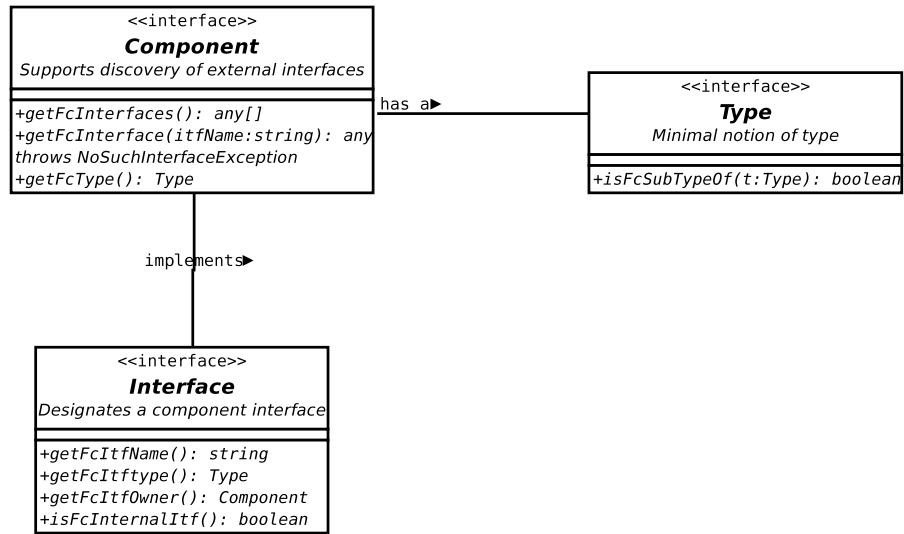 <<interface>>
Component
Supports discovery of external interfaces
+getFcInterfaces(): any[]
+getFcInterface(itfName:string): any
throws NoSuchInterfaceException
+getFcType(): Type
has a▶
<<interface>>
Type
Minimal notion of type
+isFcSubTypeOf(t:Type): boolean
implements▶
<<interface>>
Interface
Designates a component interface
+getFcItfName(): string
+getFcItftype(): Type
+getFcItfOwner(): Component
+isFcInternalItf(): boolean